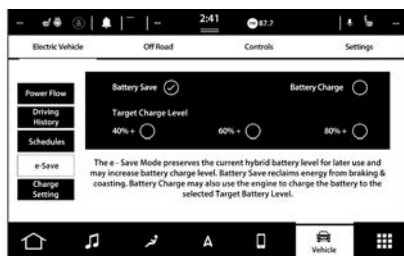 -- -- 2:41 FM 87.7 --
Electric Vehicle Off Road Controls Settings
Power Flow
Driving
History
Schedules
e-Save
Charge
Setting
Battery Save Battery Charge
Target Charge Level
40% + 60% + 80% +
The e - Save Mode preserves the current hybrid battery level for later use and
may increase battery charge level. Battery Save reclaims energy from braking &
coasting. Battery Charge may also use the engine to charge the battery to the
selected Target Battery Level.
Vehicle